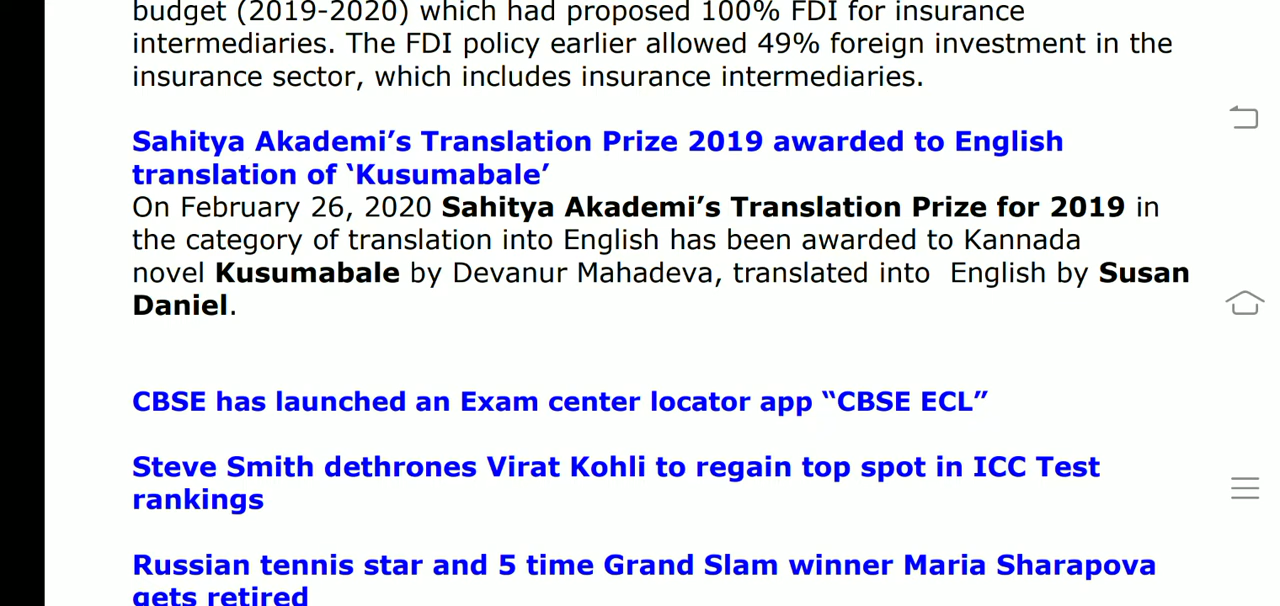 budget (2019-2020) which had proposed 100% FDI for insurance
intermediaries. The FDI policy earlier allowed 49% foreign investment in the
insurance sector, which includes insurance intermediaries.
Sahitya Akademi’s Translation Prize 2019 awarded to English
translation of ‘Kusumabale’
On February 26, 2020 Sahitya Akademi’s Translation Prize for 2019 in
the category of translation into English has been awarded to Kannada
novel Kusumabale by Devanur Mahadeva, translated into  English by Susan
Daniel.
CBSE has launched an Exam center locator app “CBSE ECL”
Steve Smith dethrones Virat Kohli to regain top spot in ICC Test
rankings
Russian tennis star and 5 time Grand Slam winner Maria Sharapova
gets retired